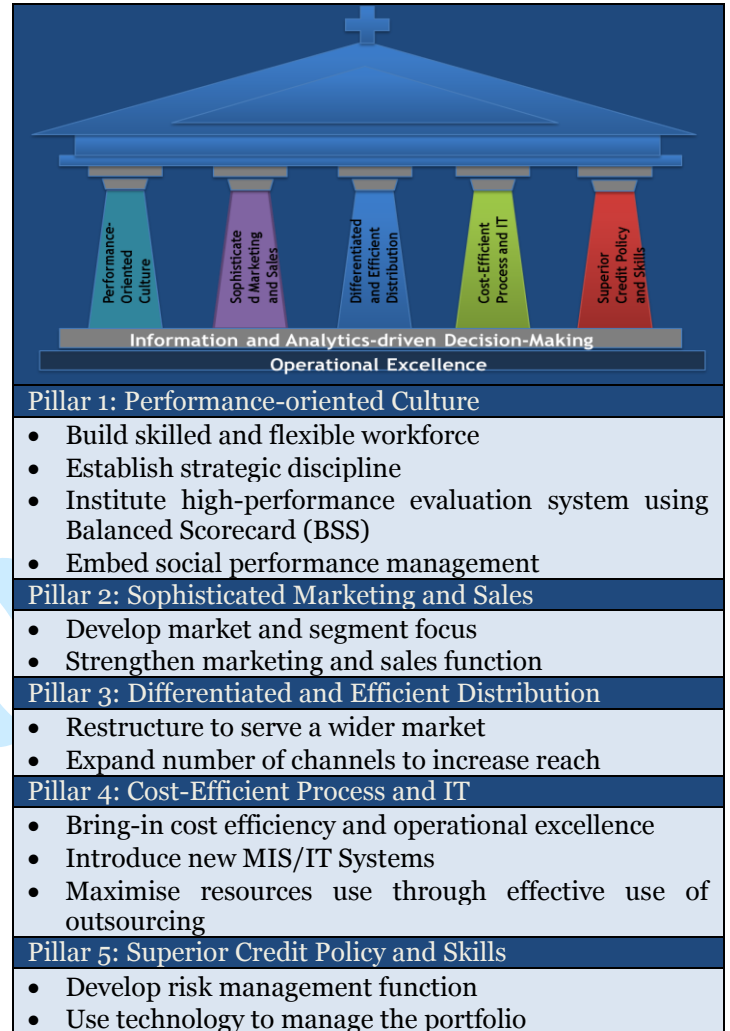 Performance-
Oriented
Culture
Sophisticate
d Marketing
and Sales
Differentiated
and Efficient
Distribution
Cost-Efficient
Process and IT
Superior
Credit Policy
and Skills
Information and Analytics-driven Decision-Making
Operational Excellence
Pillar 1: Performance-oriented Culture
• Build skilled and flexible workforce
• Establish strategic discipline
• Institute high-performance evaluation system using
Balanced Scorecard (BSS)
• Embed social performance management
Pillar 2: Sophisticated Marketing and Sales
• Develop market and segment focus
• Strengthen marketing and sales function
Pillar 3: Differentiated and Efficient Distribution
• Restructure to serve a wider market
• Expand number of channels to increase reach
Pillar 4: Cost-Efficient Process and IT
• Bring-in cost efficiency and operational excellence
• Introduce new MIS/IT Systems
• Maximise resources use through effective use of
outsourcing
Pillar 5: Superior Credit Policy and Skills
• Develop risk management function
• Use technology to manage the portfolio